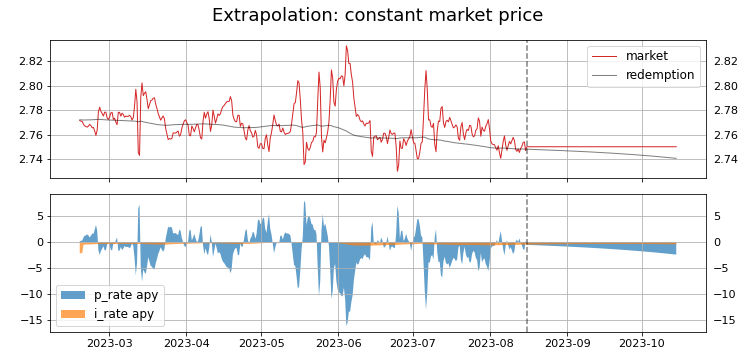 Extrapolation: constant market price
2.82 2.82
2.80 2.80
2.78 2.78
2.76 2.76
2.74 2.74
market
redemption
5 5
0 0
−5 −5
−10 −10
−15 −15
p_rate apy
i_rate apy
2023-03 2023-04 2023-05 2023-06 2023-07 2023-08 2023-09 2023-10